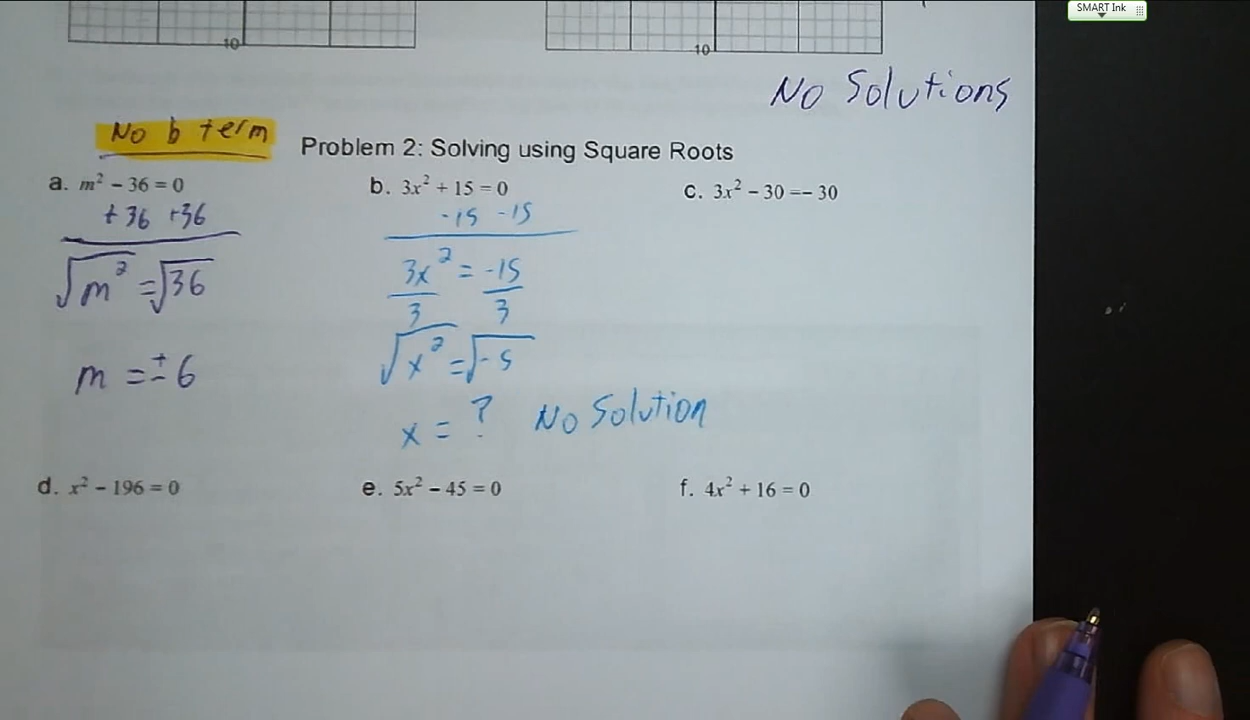 SMART Ink
10
10
No Solutions
No b term
Problem 2: Solving using Square Roots
a. m² – 36 = 0
+36 +36
√m² = √36
m = ± 6
b. 3x² + 15 = 0
-15 -15
3x² = -15
3 3
√x² = √-5
x = ? No Solution
c. 3x² – 30 = – 30
d. x² – 196 = 0
e. 5x² – 45 = 0
f. 4x² + 16 = 0